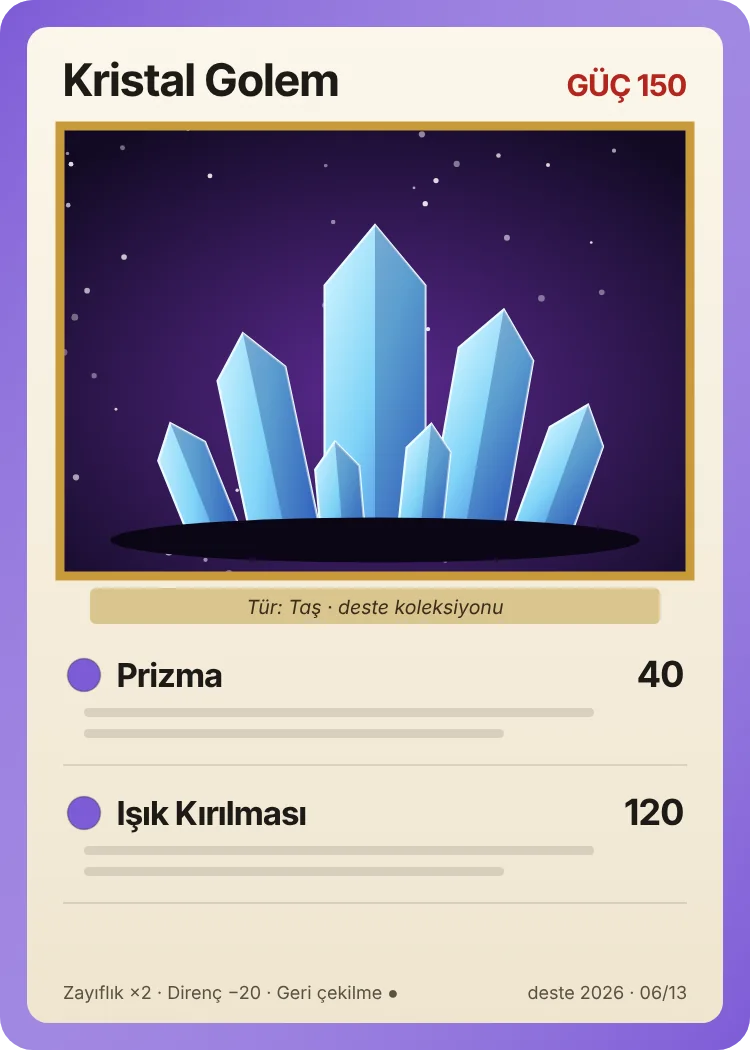 Kristal Golem GÜÇ 150
Tür: Taş · deste koleksiyonu
Prizma 40
Işık Kırılması 120
Zayıflık ×2 · Direnç −20 · Geri çekilme ● deste 2026 · 06/13